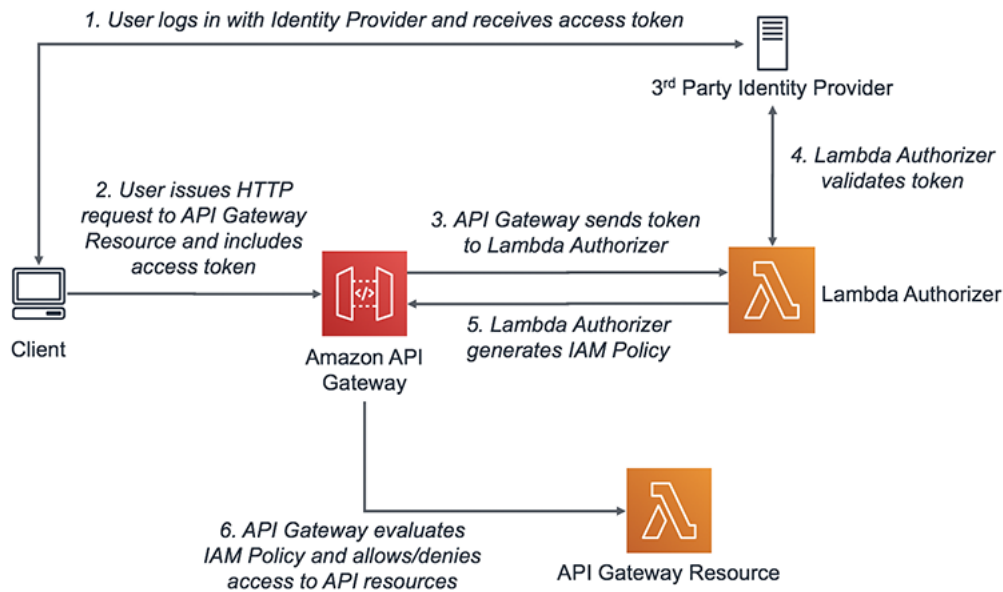 1. User logs in with Identity Provider and receives access token
3rd Party Identity Provider
4. Lambda Authorizer
validates token
2. User issues HTTP
request to API Gateway
Resource and includes
access token
3. API Gateway sends token
to Lambda Authorizer
</>
Lambda Authorizer
5. Lambda Authorizer
generates IAM Policy
Client
Amazon API
Gateway
6. API Gateway evaluates
IAM Policy and allows/denies
access to API resources
API Gateway Resource